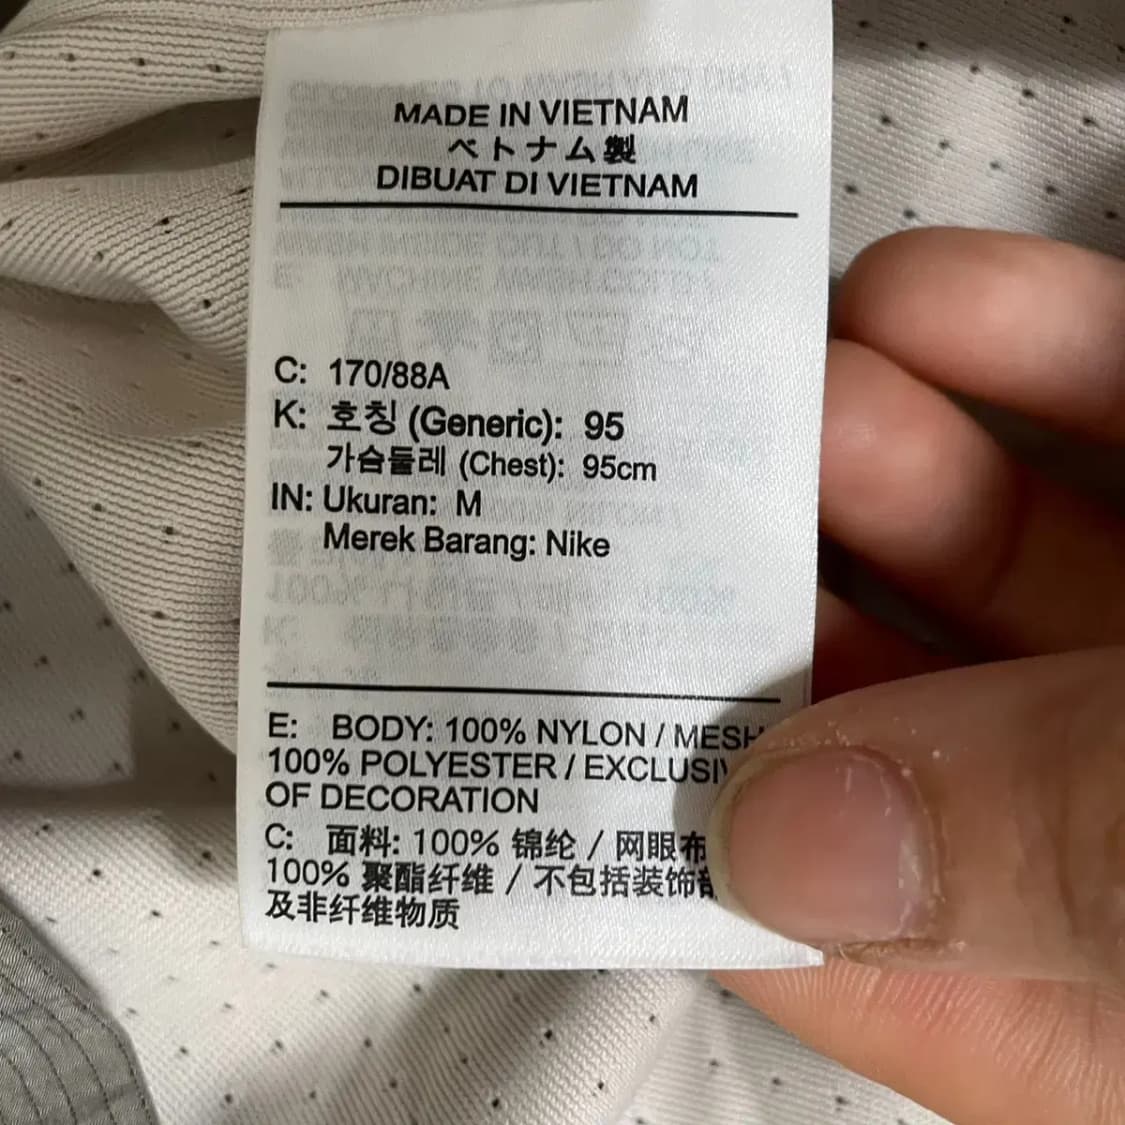 MADE IN VIETNAM
ベトナム製
DIBUAT DI VIETNAM
C: 170/88A
K: 호칭 (Generic): 95
가슴둘레 (Chest): 95cm
IN: Ukuran: M
Merek Barang: Nike
E: BODY: 100% NYLON / MESH
100% POLYESTER / EXCLUSI
OF DECORATION
C: 面料: 100% 锦纶 / 网眼布
100% 聚酯纤维 / 不包括装饰
及非纤维物质